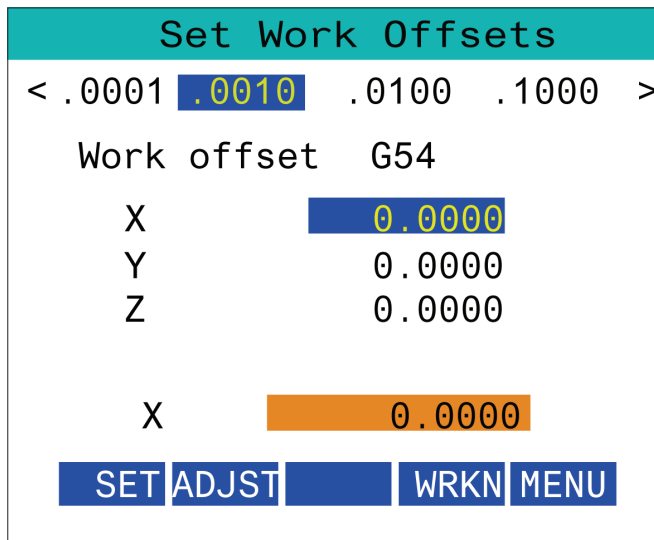 Set Work Offsets
< .0001 .0010 .0100 .1000 >
Work offset G54
X 0.0000
Y 0.0000
Z 0.0000
X 0.0000
SET ADJST WRKN MENU